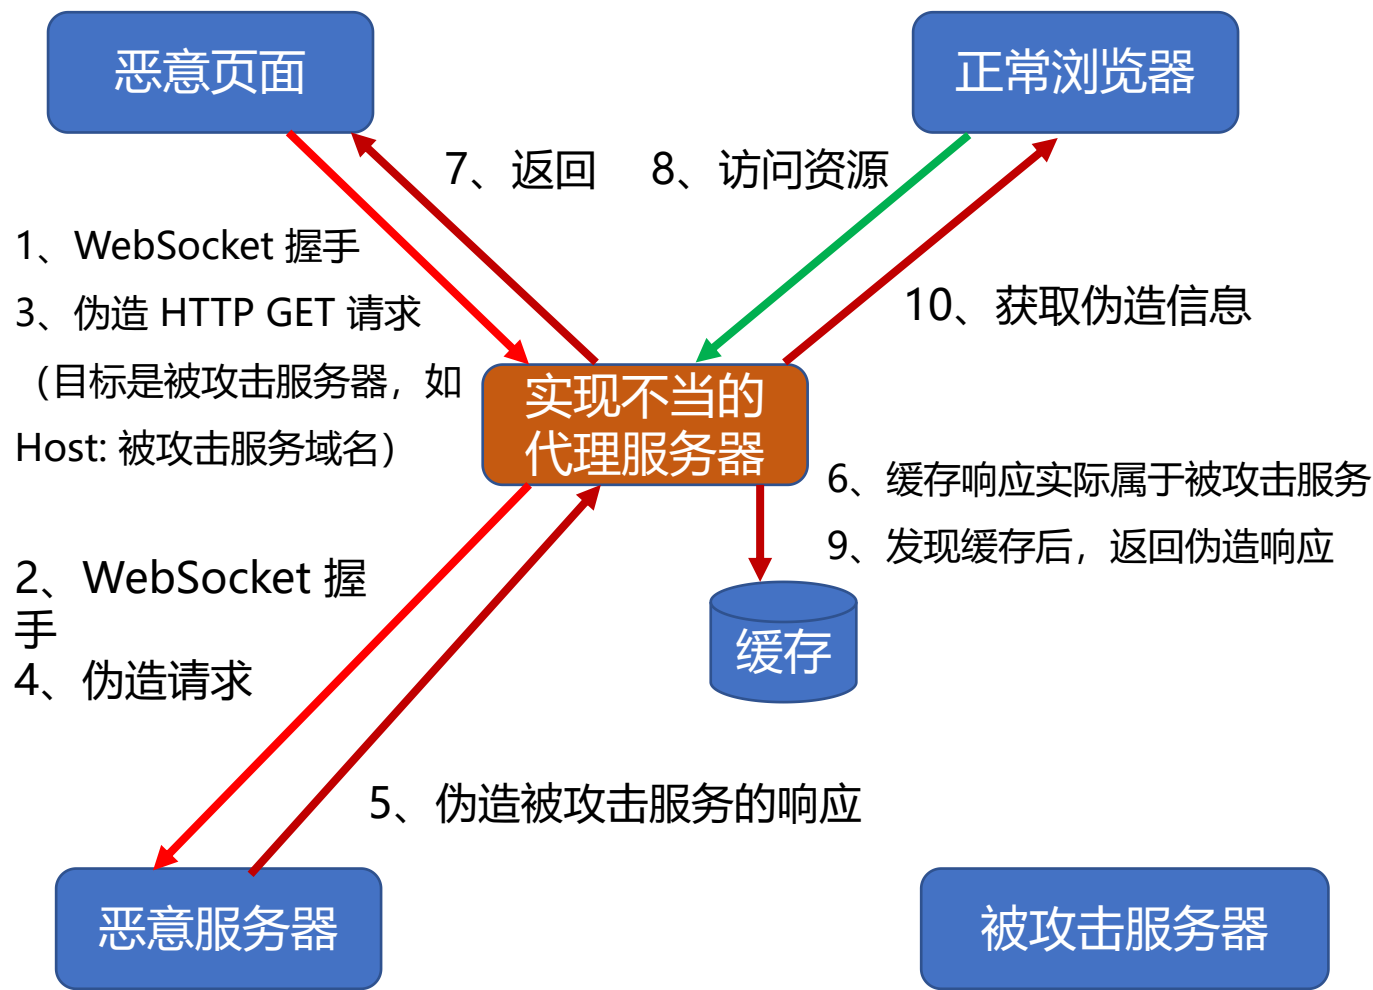 恶意页面
正常浏览器
7、返回
8、访问资源
1、WebSocket 握手
3、伪造 HTTP GET 请求
（目标是被攻击服务器，如
Host: 被攻击服务域名）
10、获取伪造信息
实现不当的
代理服务器
6、缓存响应实际属于被攻击服务
9、发现缓存后，返回伪造响应
2、WebSocket 握
手
4、伪造请求
缓存
5、伪造被攻击服务的响应
恶意服务器
被攻击服务器